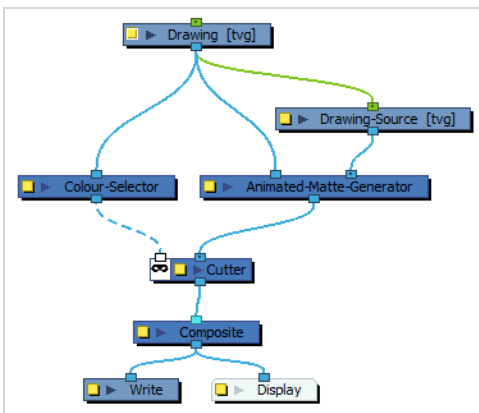 Drawing [tvg]
Drawing-Source [tvg]
Colour-Selector
Animated-Matte-Generator
Cutter
Composite
Write
Display